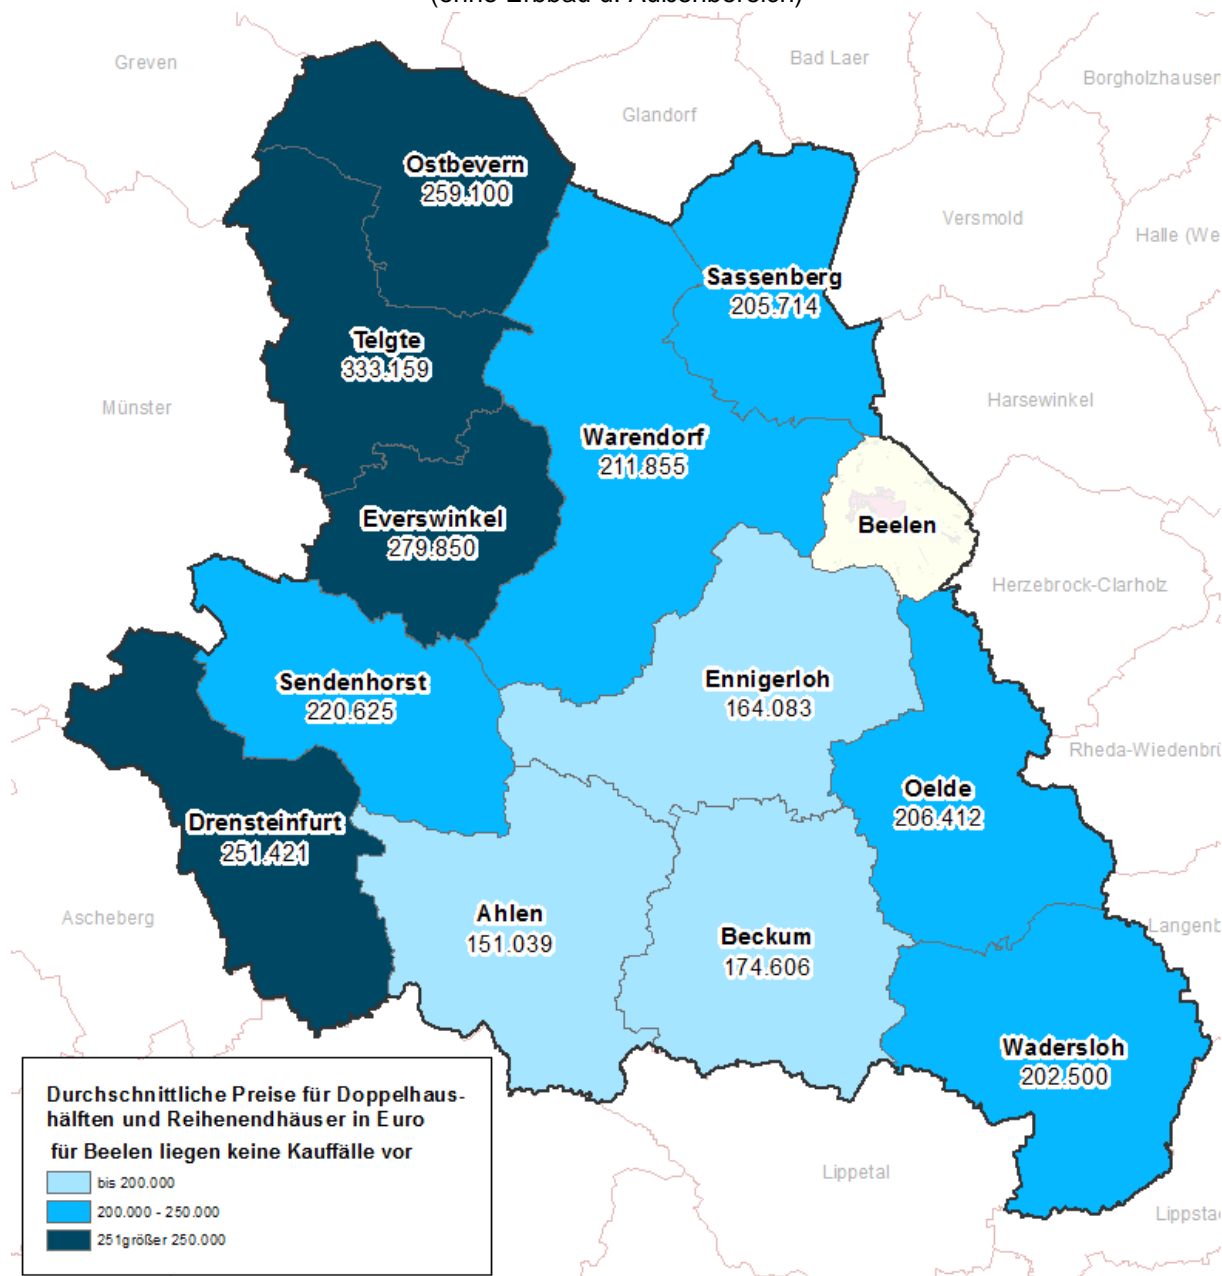 (ohne Erbbau u. Außenbereich)
Greven
Bad Laer
Borgholzhausen
Glandorf
Ostbevern
259.100
Versmold
Halle (We
Sassenberg
205.714
Telgte
333.159
Münster
Harsewinkel
Warendorf
211.855
Everswinkel
279.850
Beelen
Herzebrock-Clarholz
Sendenhorst
220.625
Ennigerloh
164.083
Rheda-Wiedenbrü
Oelde
206.412
Drensteinfurt
251.421
Ascheberg
Ahlen
151.039
Beckum
174.606
Langenb
Wadersloh
202.500
Durchschnittliche Preise für Doppelhaus-
hälften und Reihenendhäuser in Euro
für Beelen liegen keine Kauffälle vor
bis 200.000
200.000 - 250.000
251größer 250.000
Lippetal
Lippsta